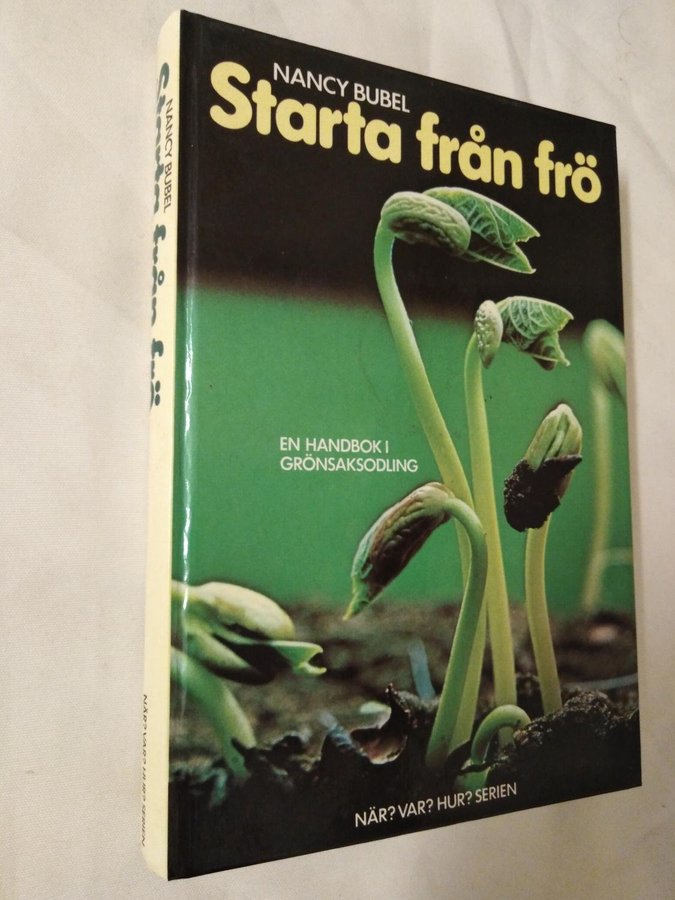 NANCY BUBEL
Starta från frö
EN HANDBOK I
GRÖNSAKSODLING
NÄR? VAR? HUR? SERIEN
NANCY BUBEL
Starta från frö
NÄR? VAR? HUR? SERIEN